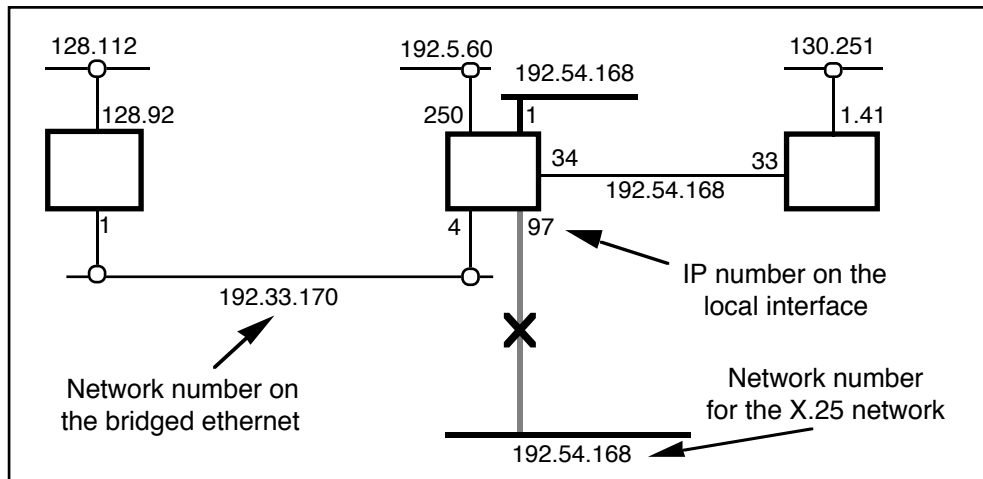 128.112
192.5.60
130.251
192.54.168
128.92
250
1
1.41
34
33
192.54.168
1
4
97
IP number on the
local interface
192.33.170
Network number on
the bridged ethernet
Network number
for the X.25 network
192.54.168